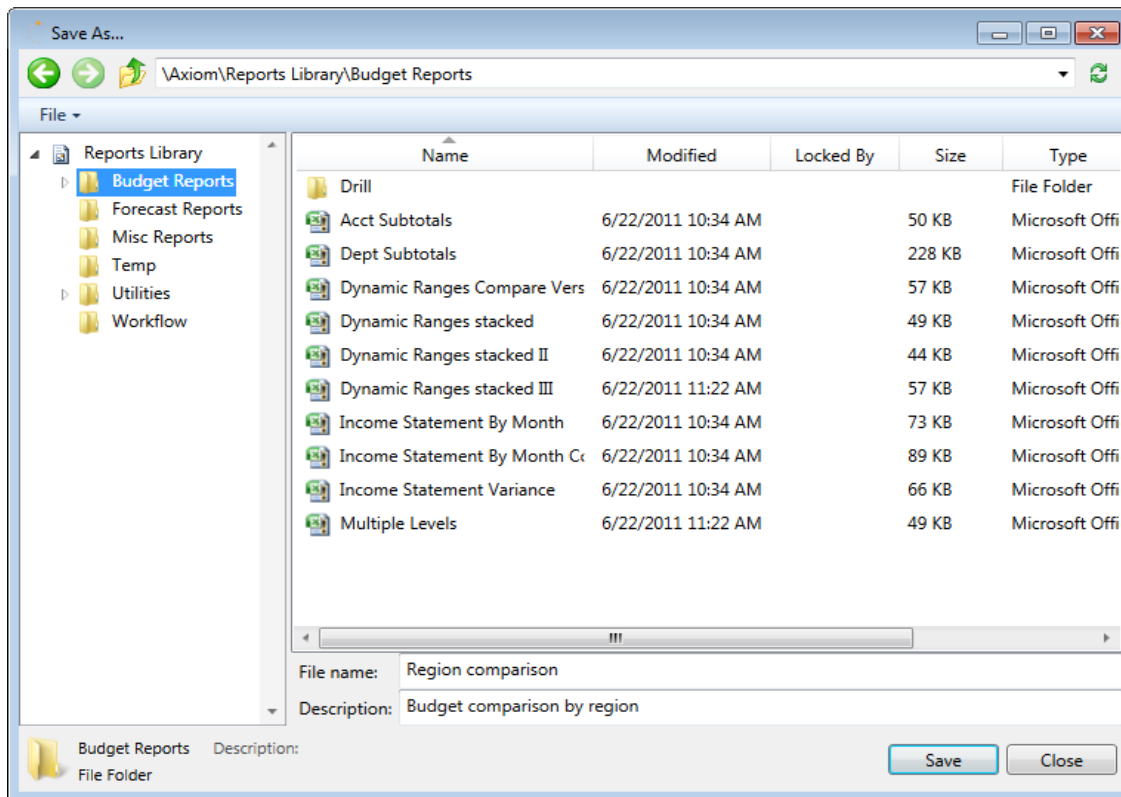 Save As...
\Axiom\Reports Library\Budget Reports
File
Reports Library
Budget Reports
Forecast Reports
Misc Reports
Temp
Utilities
Workflow
Name Modified Locked By Size Type
Drill File Folder
Acct Subtotals 6/22/2011 10:34 AM 50 KB Microsoft Offi
Dept Subtotals 6/22/2011 10:34 AM 228 KB Microsoft Offi
Dynamic Ranges Compare Vers 6/22/2011 10:34 AM 57 KB Microsoft Offi
Dynamic Ranges stacked 6/22/2011 10:34 AM 49 KB Microsoft Offi
Dynamic Ranges stacked II 6/22/2011 10:34 AM 44 KB Microsoft Offi
Dynamic Ranges stacked III 6/22/2011 11:22 AM 57 KB Microsoft Offi
Income Statement By Month 6/22/2011 10:34 AM 73 KB Microsoft Offi
Income Statement By Month Co 6/22/2011 10:34 AM 89 KB Microsoft Offi
Income Statement Variance 6/22/2011 10:34 AM 66 KB Microsoft Offi
Multiple Levels 6/22/2011 11:22 AM 49 KB Microsoft Offi
File name: Region comparison
Description: Budget comparison by region
Budget Reports Description:
File Folder
Save Close